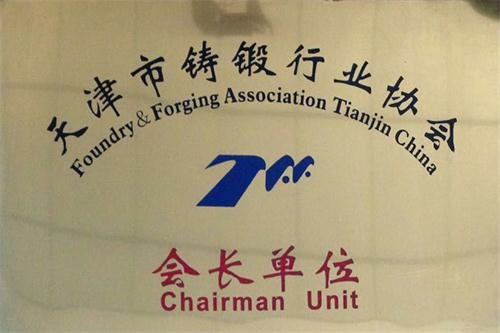 天津市铸锻行业协会
Foundry & Forging Association Tianjin China
会长单位
Chairman Unit